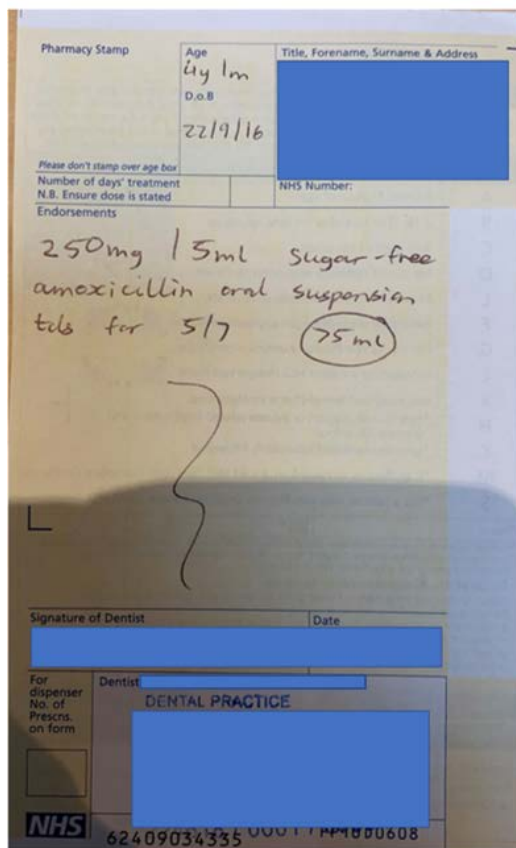 Pharmacy Stamp
Age
4y 1m
D.o.B
22/9/16
Title, Forename, Surname & Address
Please don't stamp over age box
Number of days' treatment
N.B. Ensure dose is stated
NHS Number:
Endorsements
250mg / 5ml sugar-free
amoxicillin oral suspension
tds for 5/7 75ml
Signature of Dentist
Date
For
dispenser
No. of
Prescns.
on form
Dentist
DENTAL PRACTICE
NHS
62409034335